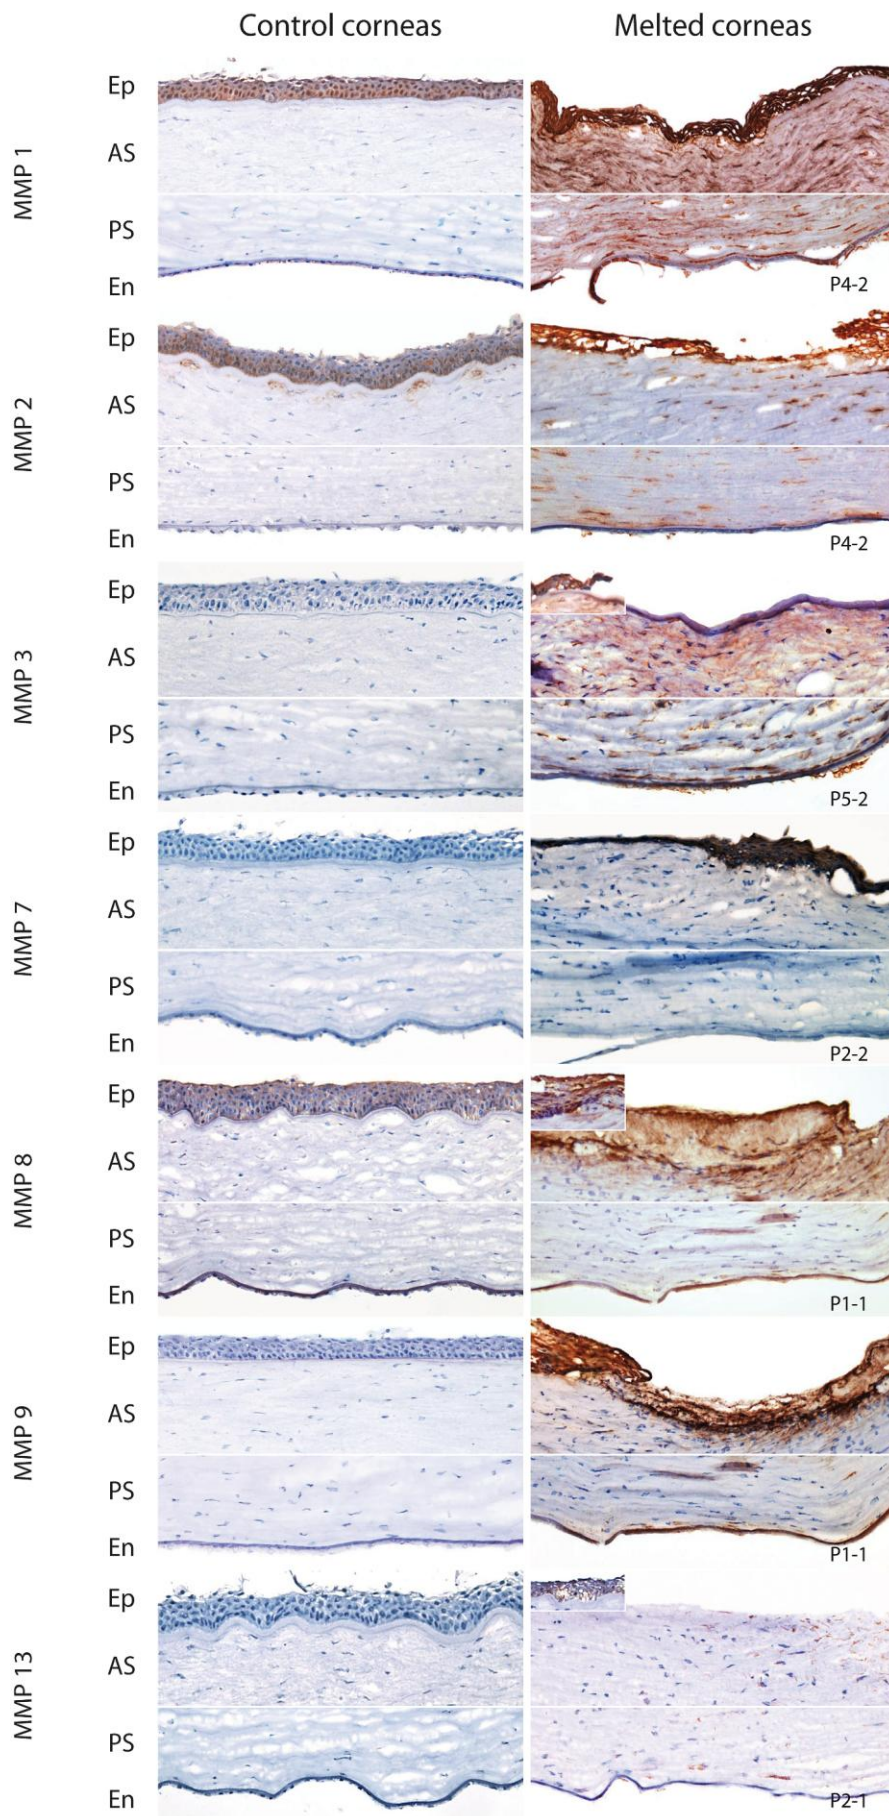 Control corneas Melted corneas
MMP 1
Ep
AS
PS
En
P4-2
MMP 2
Ep
AS
PS
En
P4-2
MMP 3
Ep
AS
PS
En
P5-2
MMP 7
Ep
AS
PS
En
P2-2
MMP 8
Ep
AS
PS
En
P1-1
MMP 9
Ep
AS
PS
En
P1-1
MMP 13
Ep
AS
PS
En
P2-1